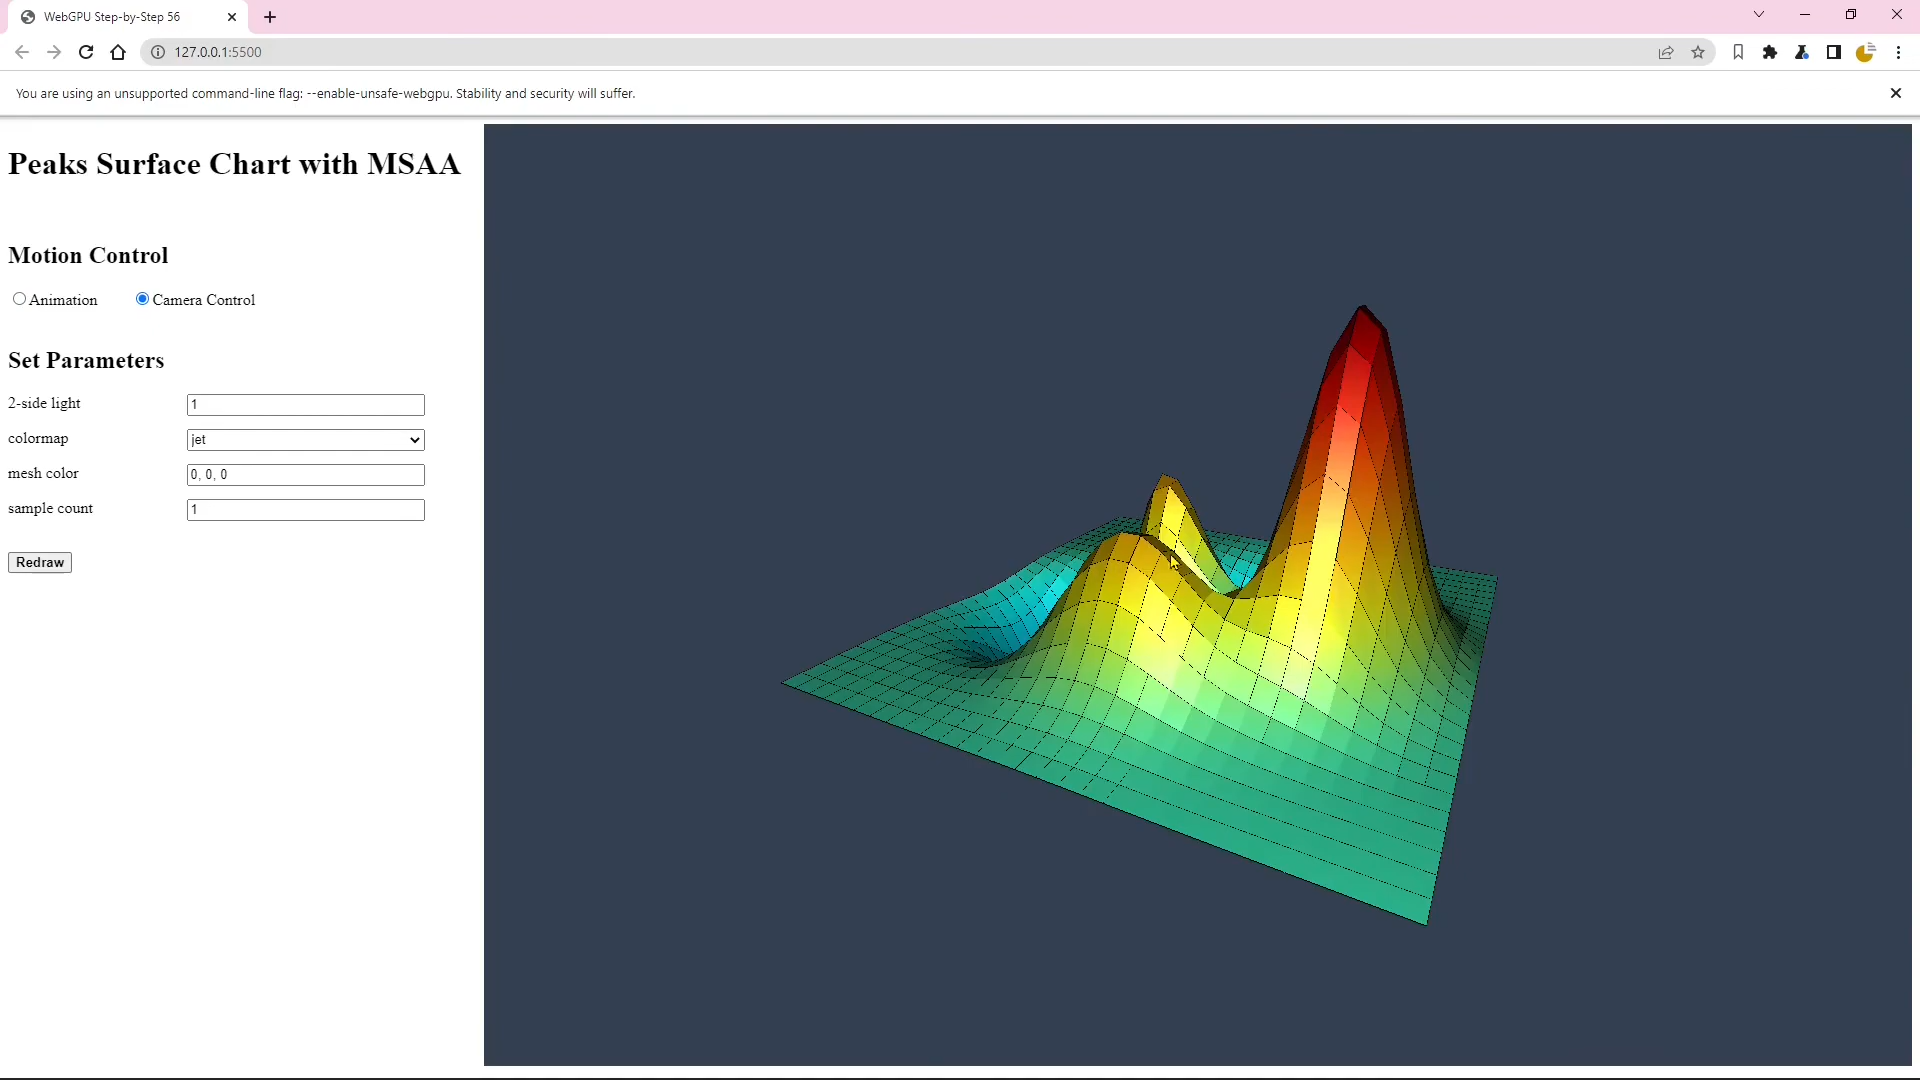 WebGPU Step-by-Step 56
127.0.0.1:5500
You are using an unsupported command-line flag: --enable-unsafe-webgpu. Stability and security will suffer.
Peaks Surface Chart with MSAA
Motion Control
Animation Camera Control
Set Parameters
2-side light 1
colormap jet
mesh color 0, 0, 0
sample count 1
Redraw